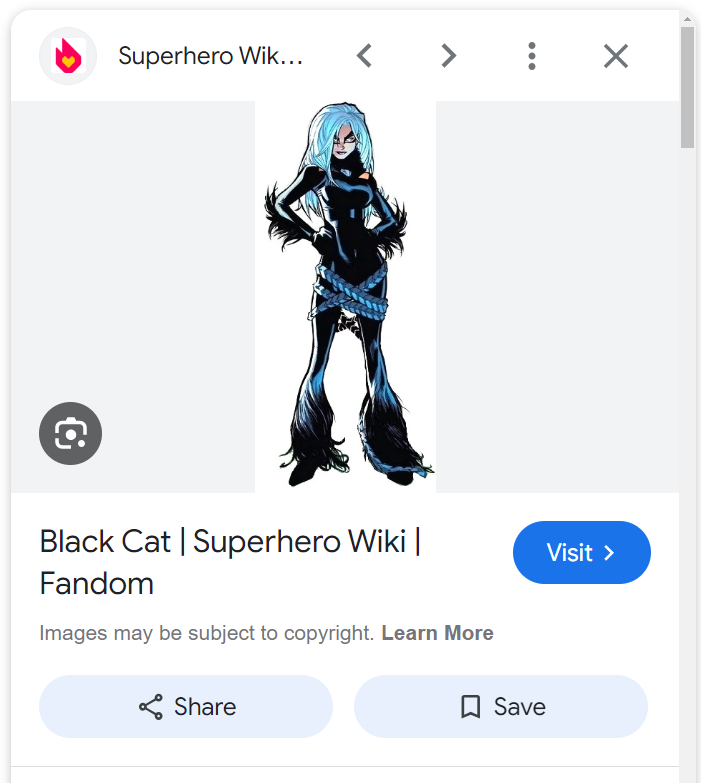 Superhero Wik...
Black Cat | Superhero Wiki |
Fandom
Visit
Images may be subject to copyright. Learn More
Share
Save